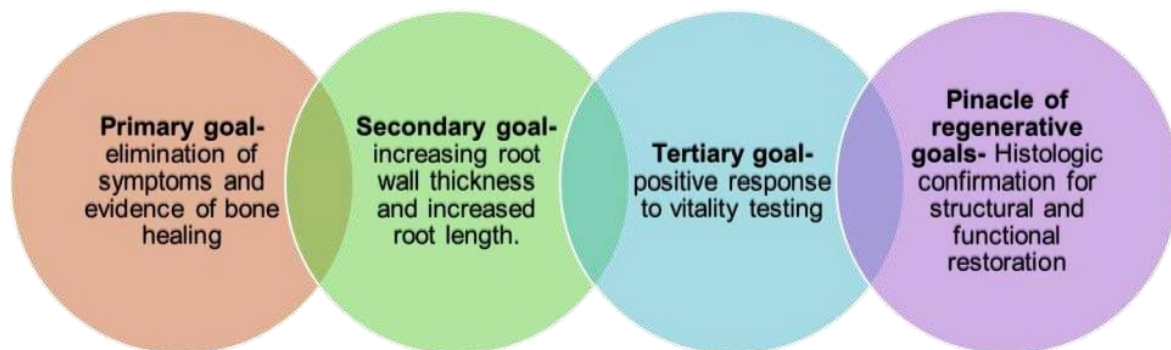 Primary goal-
elimination of
symptoms and
evidence of bone
healing
Secondary goal-
increasing root
wall thickness
and increased
root length.
Tertiary goal-
positive response
to vitality testing
Pinacle of
regenerative
goals- Histologic
confirmation for
structural and
functional
restoration